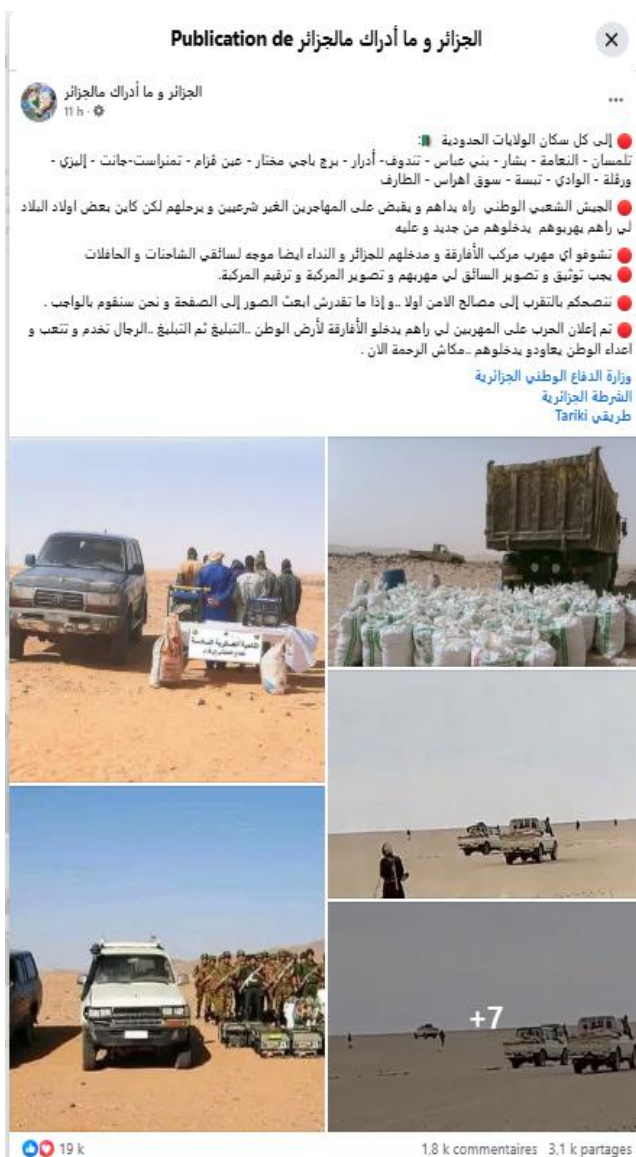 Publication de الجزائر و ما أدراك مالجزائر
الجزائر و ما أدراك مالجزائر
11 h
🔴 إلى كل سكان الولايات الحدودية 🇩🇿:
تلمسان - النعامة - بشار - بني عباس - تندوف- أدرار - برج باجي مختار - عين قزام - تمنراست-جانت - إليزي -
ورقلة - الوادي - تبسة - سوق اهراس - الطارف
🔴 الجيش الشعبي الوطني راه يداهم و يقبض على المهاجرين الغير شرعيين و يرحلهم لكن كاين بعض اولاد البلاد
لي راهم يهربوهم يدخلوهم من جديد و عليه
🔴 تشوفو اي مهرب مركب الأفارقة و مدخلهم للجزائر و النداء ايضا موجه لسائقي الشاحنات و الحافلات
🔴 يجب توثيق و تصوير السائق لي مهربهم و تصوير المركبة و ترقيم المركبة.
🔴 ننصحكم بالتقرب إلى مصالح الامن اولا ..و إذا ما تقدرش ابعث الصور إلى الصفحة و نحن سنقوم بالواجب .
🔴 تم إعلان الحرب على المهربين لي راهم يدخلو الأفارقة لأرض الوطن ..التبليغ ثم التبليغ ..الرجال تخدم و تتعب و
اعداء الوطن يعاودو يدخلوهم ..مكاش الرحمة الان .
وزارة الدفاع الوطني الجزائرية
الشرطة الجزائرية
طريقي Tariki
الناحية العسكرية السادسة
+7
19 k
1,8 k commentaires 3,1 k partages